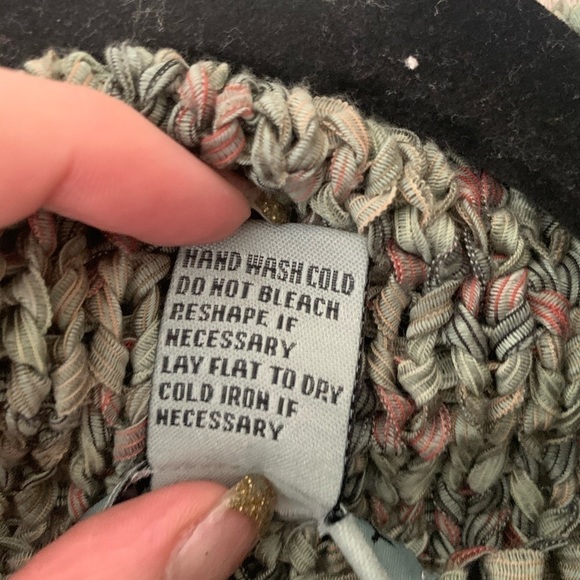 HAND WASH COLD
DO NOT BLEACH
RESHAPE IF
NECESSARY
LAY FLAT TO DRY
COLD IRON IF
NECESSARY